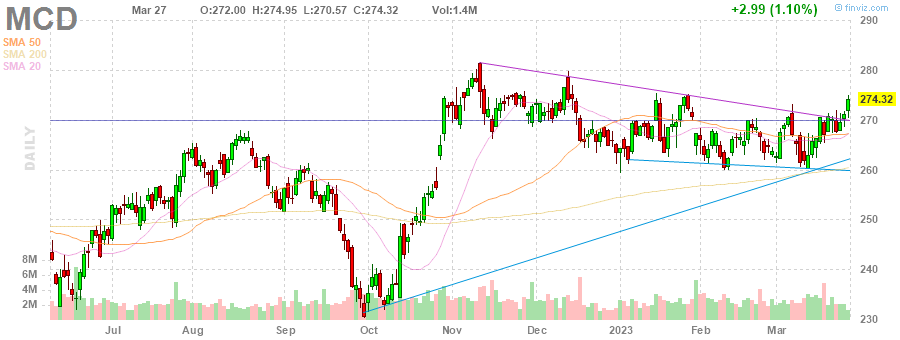 MCD Mar 27 O:272.00 H:274.95 L:270.57 C:274.32 Vol:1.4M +2.99 (1.10%) © finviz.com
SMA 50
SMA 200
SMA 20
DAILY
290
280
274.32
270
260
250
240
230
8M
6M
4M
2M
Jul Aug Sep Oct Nov Dec 2023 Feb Mar